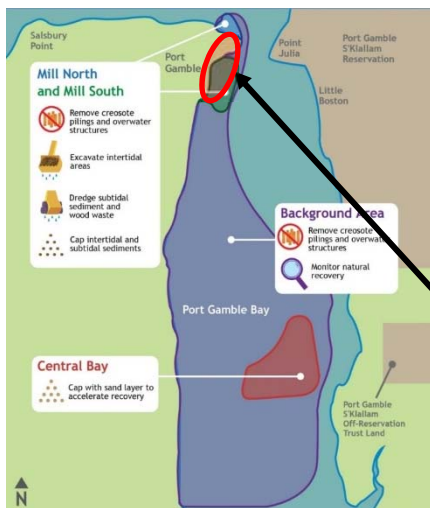 Salsbury
Point
Port
Gamble
Point
Julia
Port Gamble
S'Klallam
Reservation
Little
Boston
Mill North
and Mill South
Remove creosote
pilings and overwater
structures
Excavate intertidal
areas
Dredge subtidal
sediment and
wood waste
Cap intertidal and
subtidal sediments
Background Area
Remove creosote
pilings and overwater
structures
Monitor natural
recovery
Port Gamble Bay
Central Bay
Cap with sand layer to
accelerate recovery
Port Gamble
S'Klallam
Off-Reservation
Trust Land
N